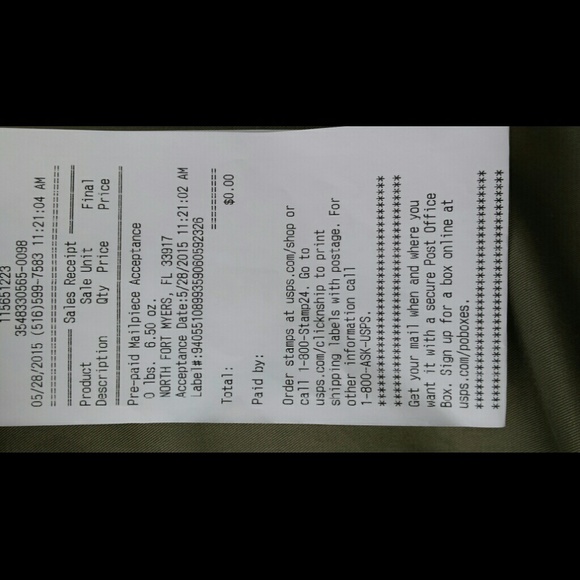 115651223
3548330565-0098
05/28/2015 (516)599-7583 11:21:04 AM
Sales Receipt
Product Sale Unit Final
Description Qty Price Price
Pre-paid Mailpiece Acceptance
0 lbs. 6.50 oz.
NORTH FORT MYERS, FL 33917
Acceptance Date:5/28/2015 11:21:02 AM
Label#:9405510899359060592326
==========
Total: $0.00
Paid by:
Order stamps at usps.com/shop or
call 1-800-Stamp24. Go to
usps.com/clicknship to print
shipping labels with postage. For
other information call
1-800-ASK-USPS.
Get your mail when and where you
want it with a secure Post Office
Box. Sign up for a box online at
usps.com/poboxes.